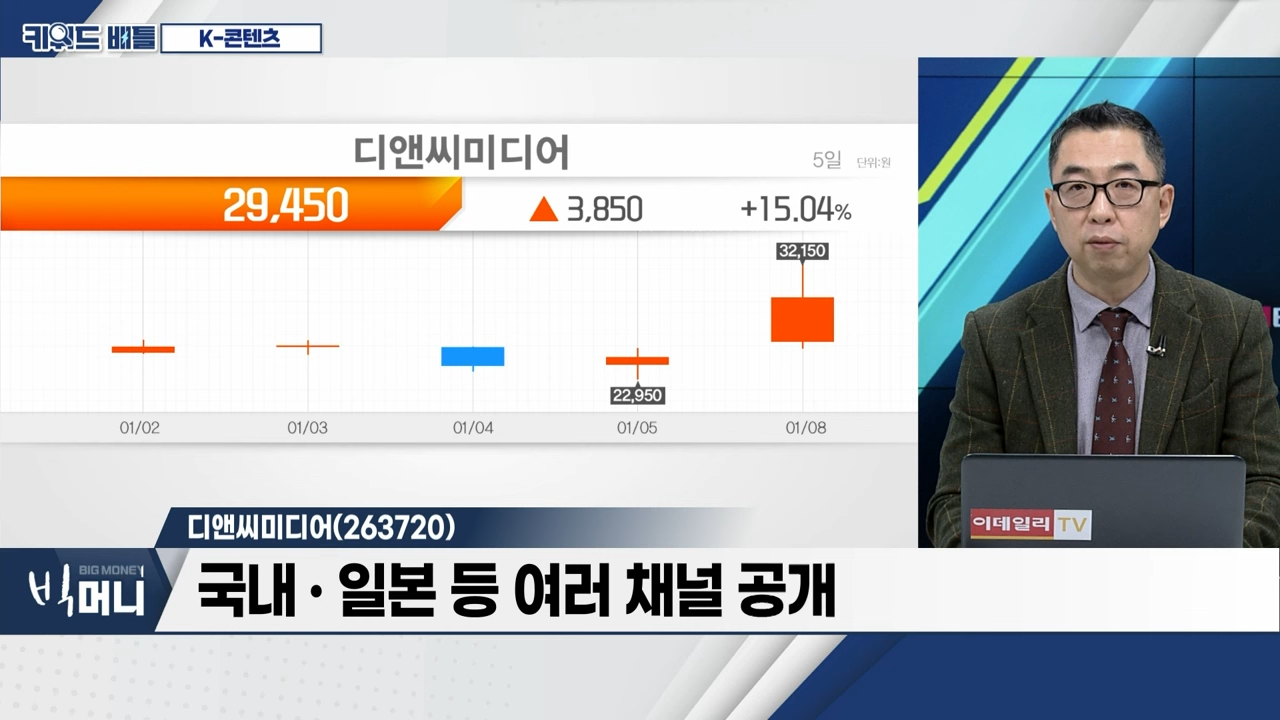 키워드 배틀
K-콘텐츠
디앤씨미디어
5일 단위:원
29,450 ▲ 3,850 +15.04%
32,150
22,950
01/02 01/03 01/04 01/05 01/08
이데일리 TV
디앤씨미디어(263720)
BIG MONEY
빅머니
국내·일본 등 여러 채널 공개